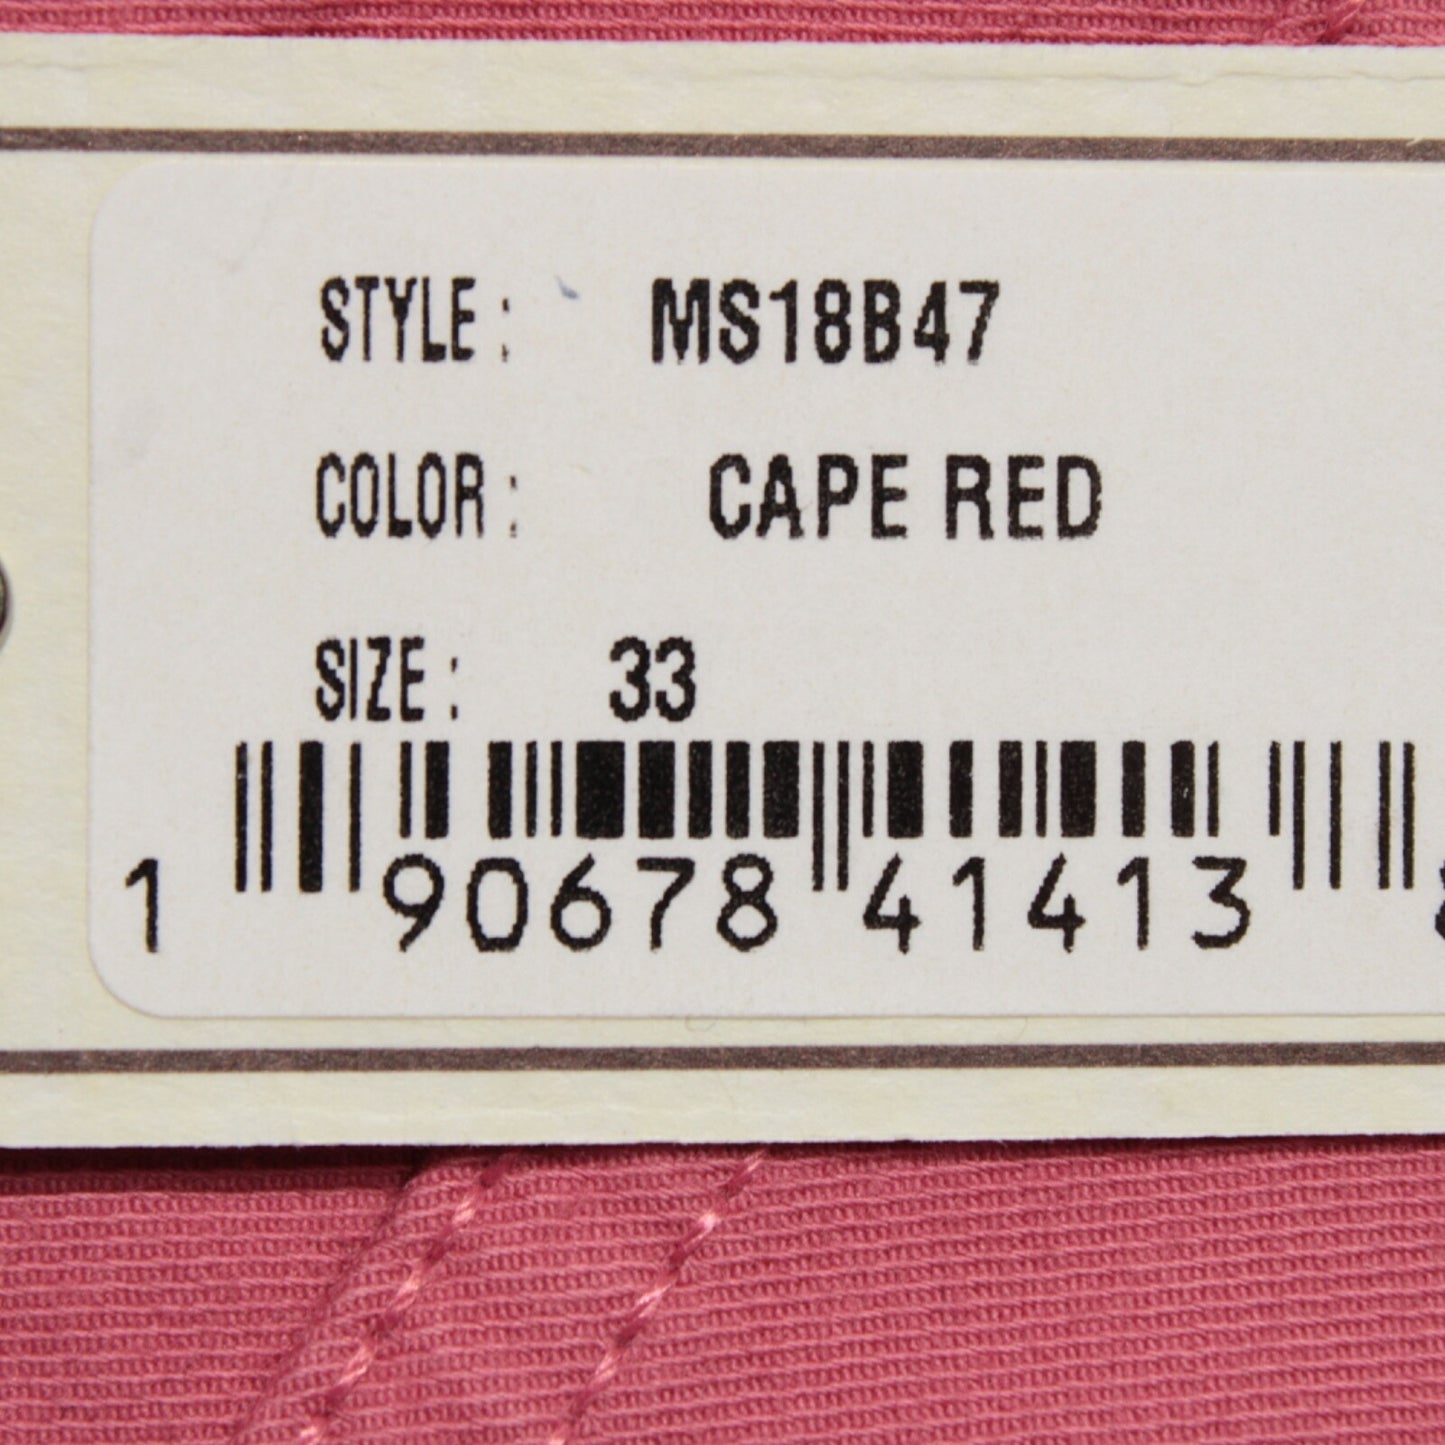 STYLE : MS18B47
COLOR : CAPE RED
SIZE : 33
1 90678 41413